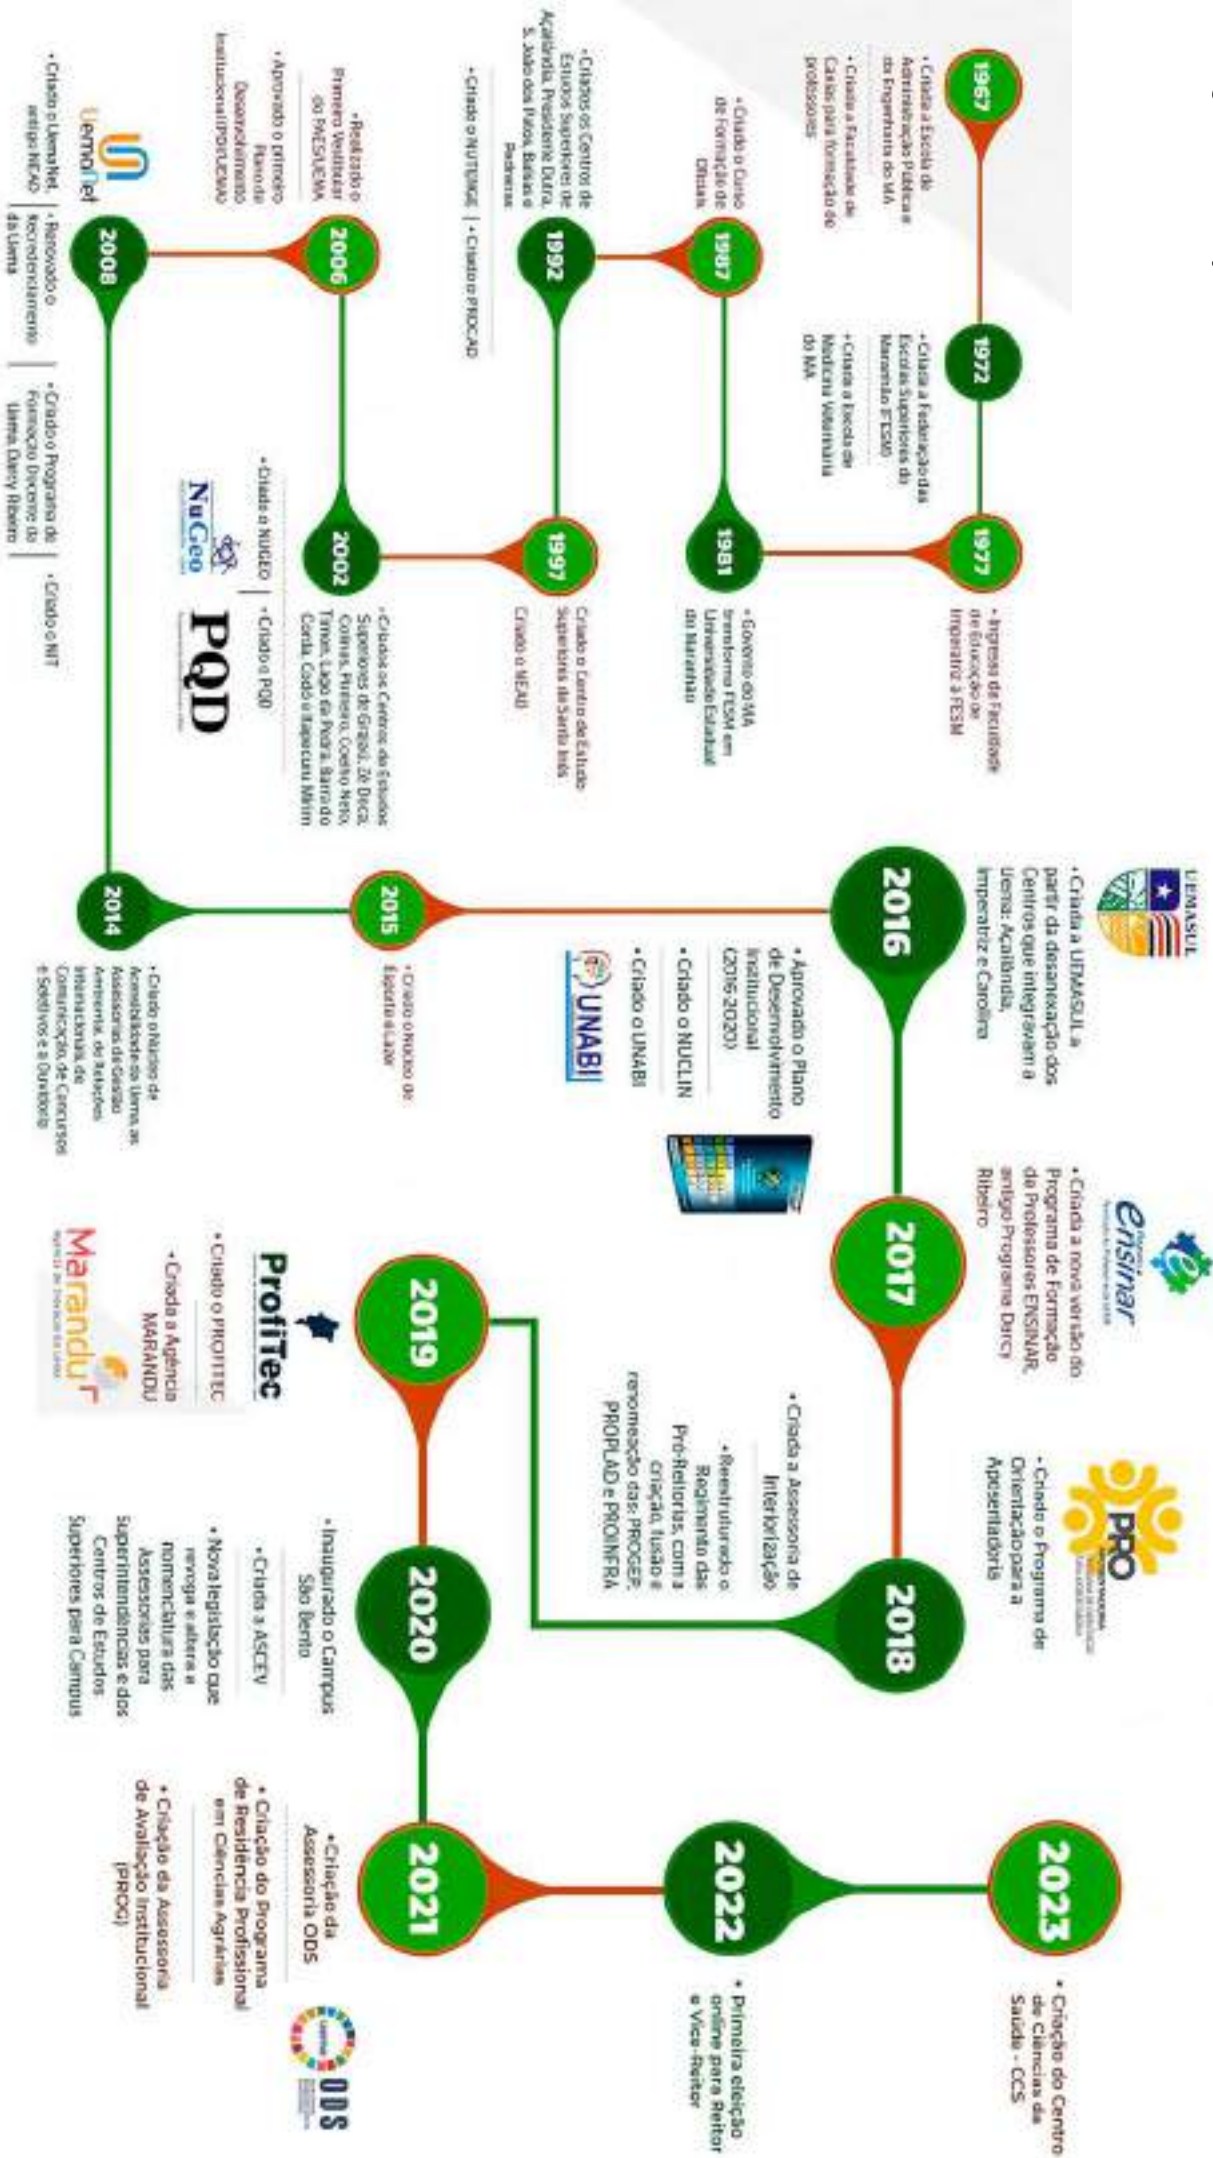 1967
• Criada a Escola de
Administração Pública e
da Engenharia do MA
• Criada a Faculdade de
Caxias para formação de
professores
1972
• Criada a Federação das
Escolas Superiores do
Maranhão (FESM)
• Criada a Escola de
Medicina Veterinária
do MA
1977
• Ingresso da Faculdade
de Educação de
Imperatriz à FESM
1981
• Governo do MA
transforma FESM em
Universidade Estadual
do Maranhão
1987
• Criado o Curso
de Formação de
Oficiais
1992
• Criados os Centros de
Estudos Superiores de
Açailândia, Presidente Dutra,
S. João dos Patos, Balsas e
Pedreiras
• Criado o NUTENGE | • Criado o PROCAD
1997
Criado o Centro de Estudo
Superiores de Santa Inês
Criado o NEAD
2002
• Criados os Centros de Estudos
Superiores de Grajaú, Zé Doca,
Colinas, Pinheiro, Coelho Neto,
Timon, Lago da Pedra, Barra do
Corda, Codó e Itapecuru Mirim
• Criado o NUGEO | • Criado o PQD
NuGeo
PQD
2006
• Realizado o
Primeiro Vestibular
do PAES/UEMA
• Aprovado o primeiro
Plano de
Desenvolvimento
Institucional (PDI/UEMA)
2008
UemaNet
• Criado o UemaNet,
antigo NEAD
• Renovado o
Recredenciamento
da Uema
• Criado o Programa de
Formação Docente da
Uema, Darcy Ribeiro
• Criado o NIT
2014
• Criado o Núcleo de
Acessibilidade da Uema, as
Assessorias de Gestão
Ambiental, de Relações
Internacionais, de
Comunicação, de Concursos
e Seletivos e a Ouvidoria
2015
• Criado o Núcleo de
Esporte e Lazer
2016
UEMASUL
• Criada a UEMASUL a
partir da desanexação dos
Centros que integravam a
Uema: Açailândia,
Imperatriz e Carolina
• Aprovado o Plano
de Desenvolvimento
Institucional
(2016-2020)
• Criado o NUCLIN
• Criado o UNABI
UNABI
2017
ensinar
• Criada a nova versão do
Programa de Formação
de Professores ENSINAR,
antigo Programa Darcy
Ribeiro
2018
PRO
• Criado o Programa de
Orientação para a
Aposentadoria
• Criada a Assessoria de
Interiorização
• Reestruturado o
Regimento das
Pró-Reitorias, com a
criação, fusão e
renomeação das: PROGEP,
PROPLAD e PROINFRA
2019
ProfiTec
• Criado o PROFITEC
• Criada a Agência
MARANDU
Marandu
2020
• Inaugurado o Campus
São Bento
• Criada a ASCEV
• Nova legislação que
revoga e altera a
nomenclatura das
Assessorias para
Superintendências e dos
Centros de Estudos
Superiores para Campus
2021
• Criação da
Assessoria ODS
• Criação do Programa
de Residência Profissional
em Ciências Agrárias
• Criação da Assessoria
de Avaliação Institucional
(PROG)
ODS
2022
• Primeira eleição
online para Reitor
e Vice-Reitor
2023
• Criação do Centro
de Ciências da
Saúde - CCS